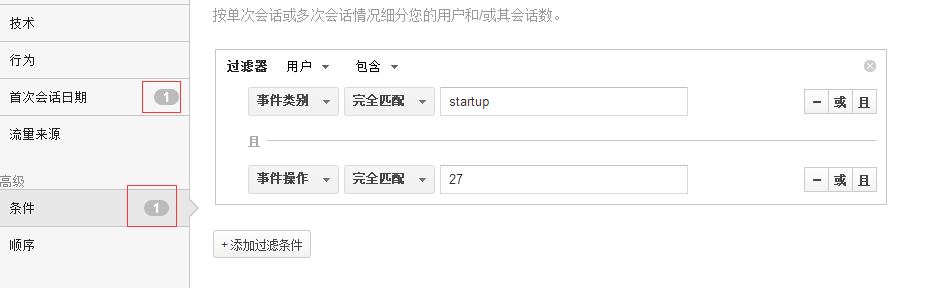 技术
行为
首次会话日期 1
流量来源
高级
条件 1
顺序
按单次会话或多次会话情况细分您的用户和/或其会话数。
过滤器 用户 包含
事件类别 完全匹配 startup − 或 且
且
事件操作 完全匹配 27 − 或 且
+ 添加过滤条件